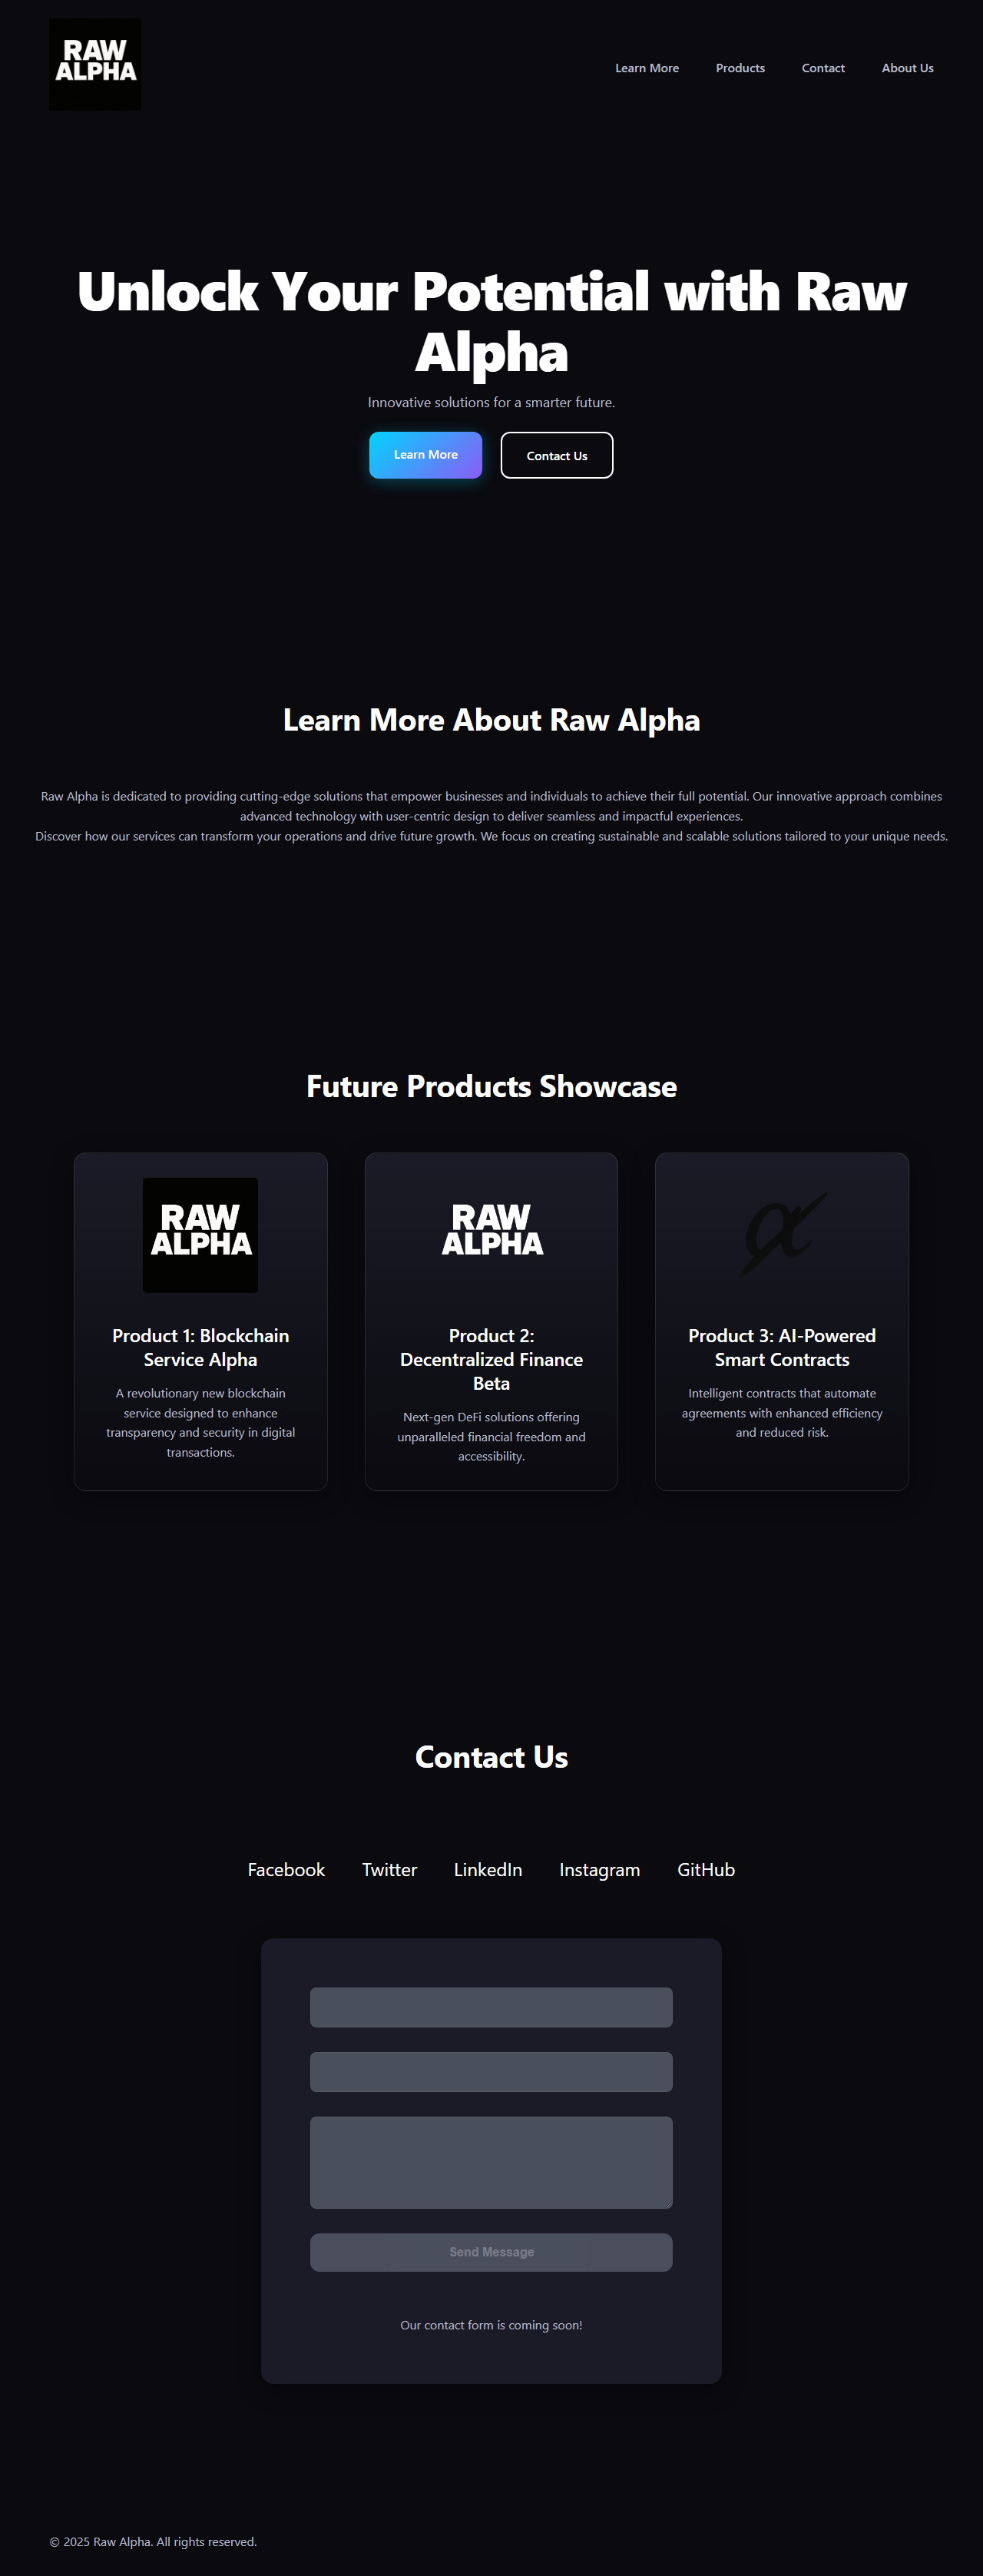 RAW
ALPHA
Learn More Products Contact About Us
Unlock Your Potential with Raw
Alpha
Innovative solutions for a smarter future.
Learn More Contact Us
Learn More About Raw Alpha
Raw Alpha is dedicated to providing cutting-edge solutions that empower businesses and individuals to achieve their full potential. Our innovative approach combines
advanced technology with user-centric design to deliver seamless and impactful experiences.
Discover how our services can transform your operations and drive future growth. We focus on creating sustainable and scalable solutions tailored to your unique needs.
Future Products Showcase
RAW
ALPHA
Product 1: Blockchain
Service Alpha
A revolutionary new blockchain
service designed to enhance
transparency and security in digital
transactions.
RAW
ALPHA
Product 2:
Decentralized Finance
Beta
Next-gen DeFi solutions offering
unparalleled financial freedom and
accessibility.
α
Product 3: AI-Powered
Smart Contracts
Intelligent contracts that automate
agreements with enhanced efficiency
and reduced risk.
Contact Us
Facebook Twitter LinkedIn Instagram GitHub
Send Message
Our contact form is coming soon!
© 2025 Raw Alpha. All rights reserved.